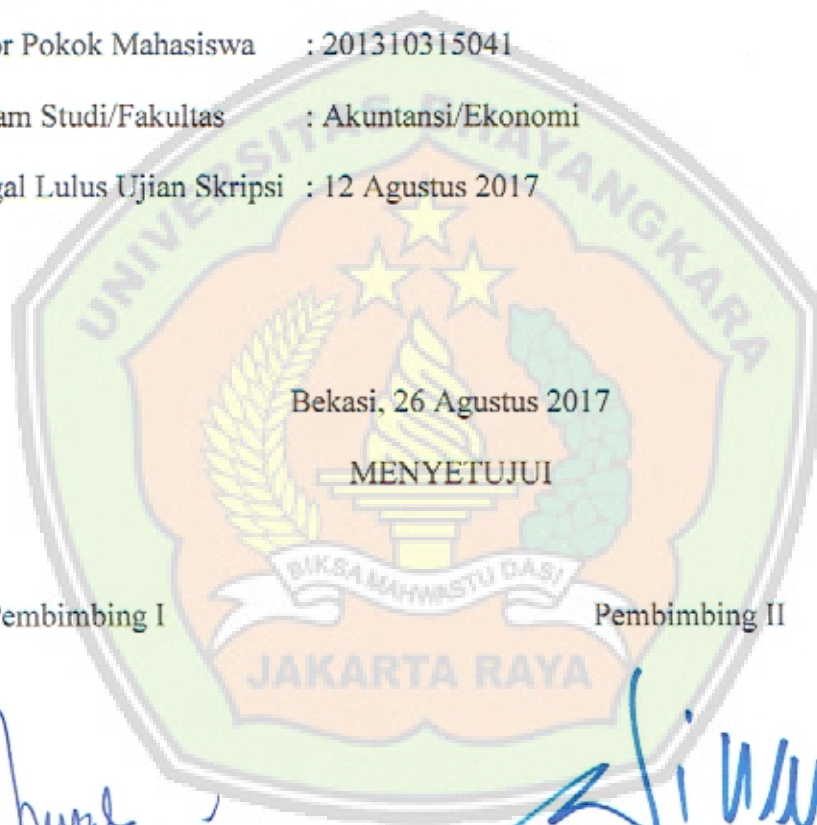 or Pokok Mahasiswa : 201310315041
am Studi/Fakultas : Akuntansi/Ekonomi
gal Lulus Ujian Skripsi : 12 Agustus 2017
UNIVERSITAS BHAYANGKARA
Bekasi, 26 Agustus 2017
MENYETUJUI
BIKSA MAHWASTU DASI
Pembimbing I Pembimbing II
JAKARTA RAYA